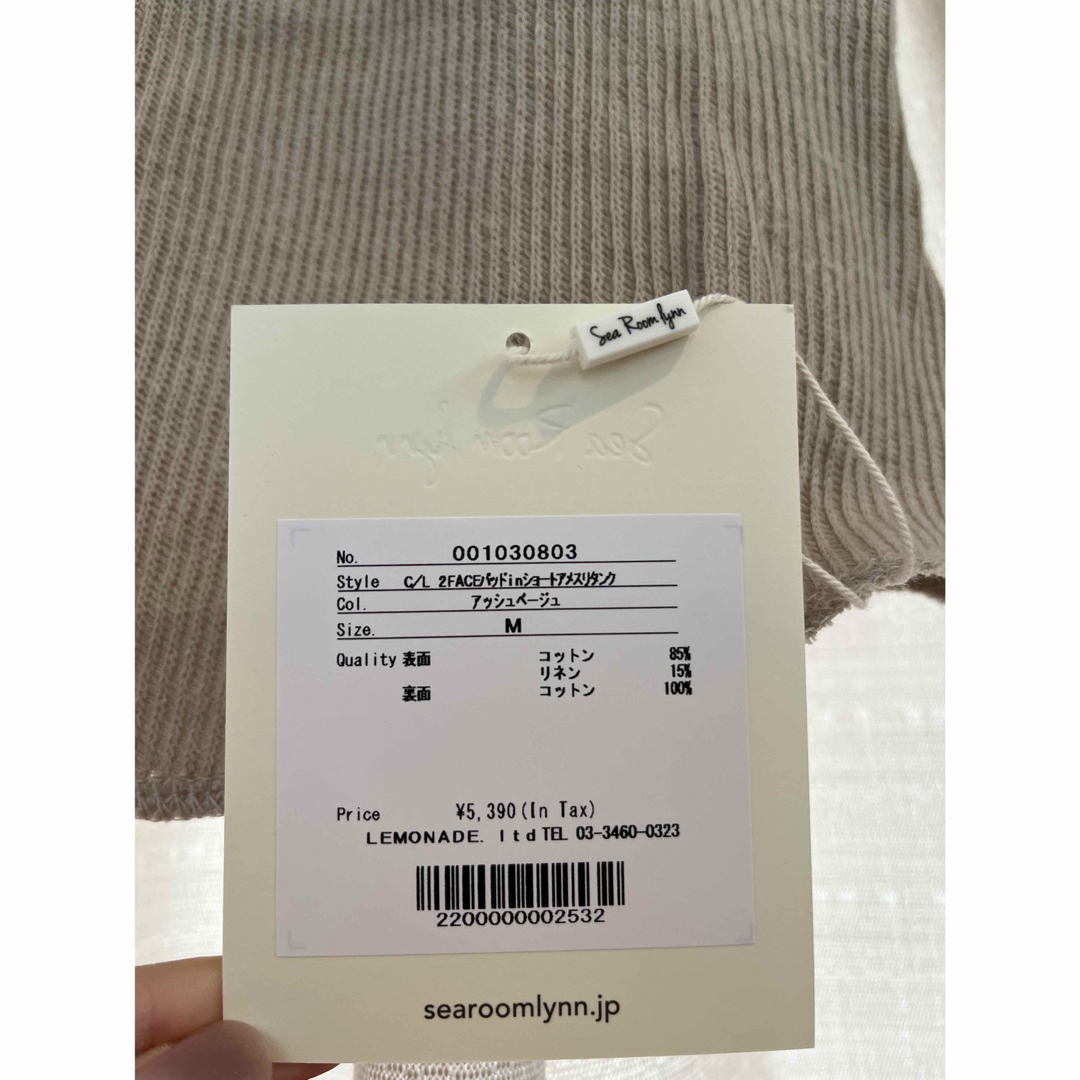 Sea Room lynn
Sea Room lynn
No. 001030803
Style C/L 2FACEパッドinショートアメスリタンク
Col. アッシュベージュ
Size. M
Quality 表面 コットン 85%
リネン 15%
裏面 コットン 100%
Price ¥5,390(In Tax)
LEMONADE. ltd TEL 03-3460-0323
2200000002532
searoomlynn.jp